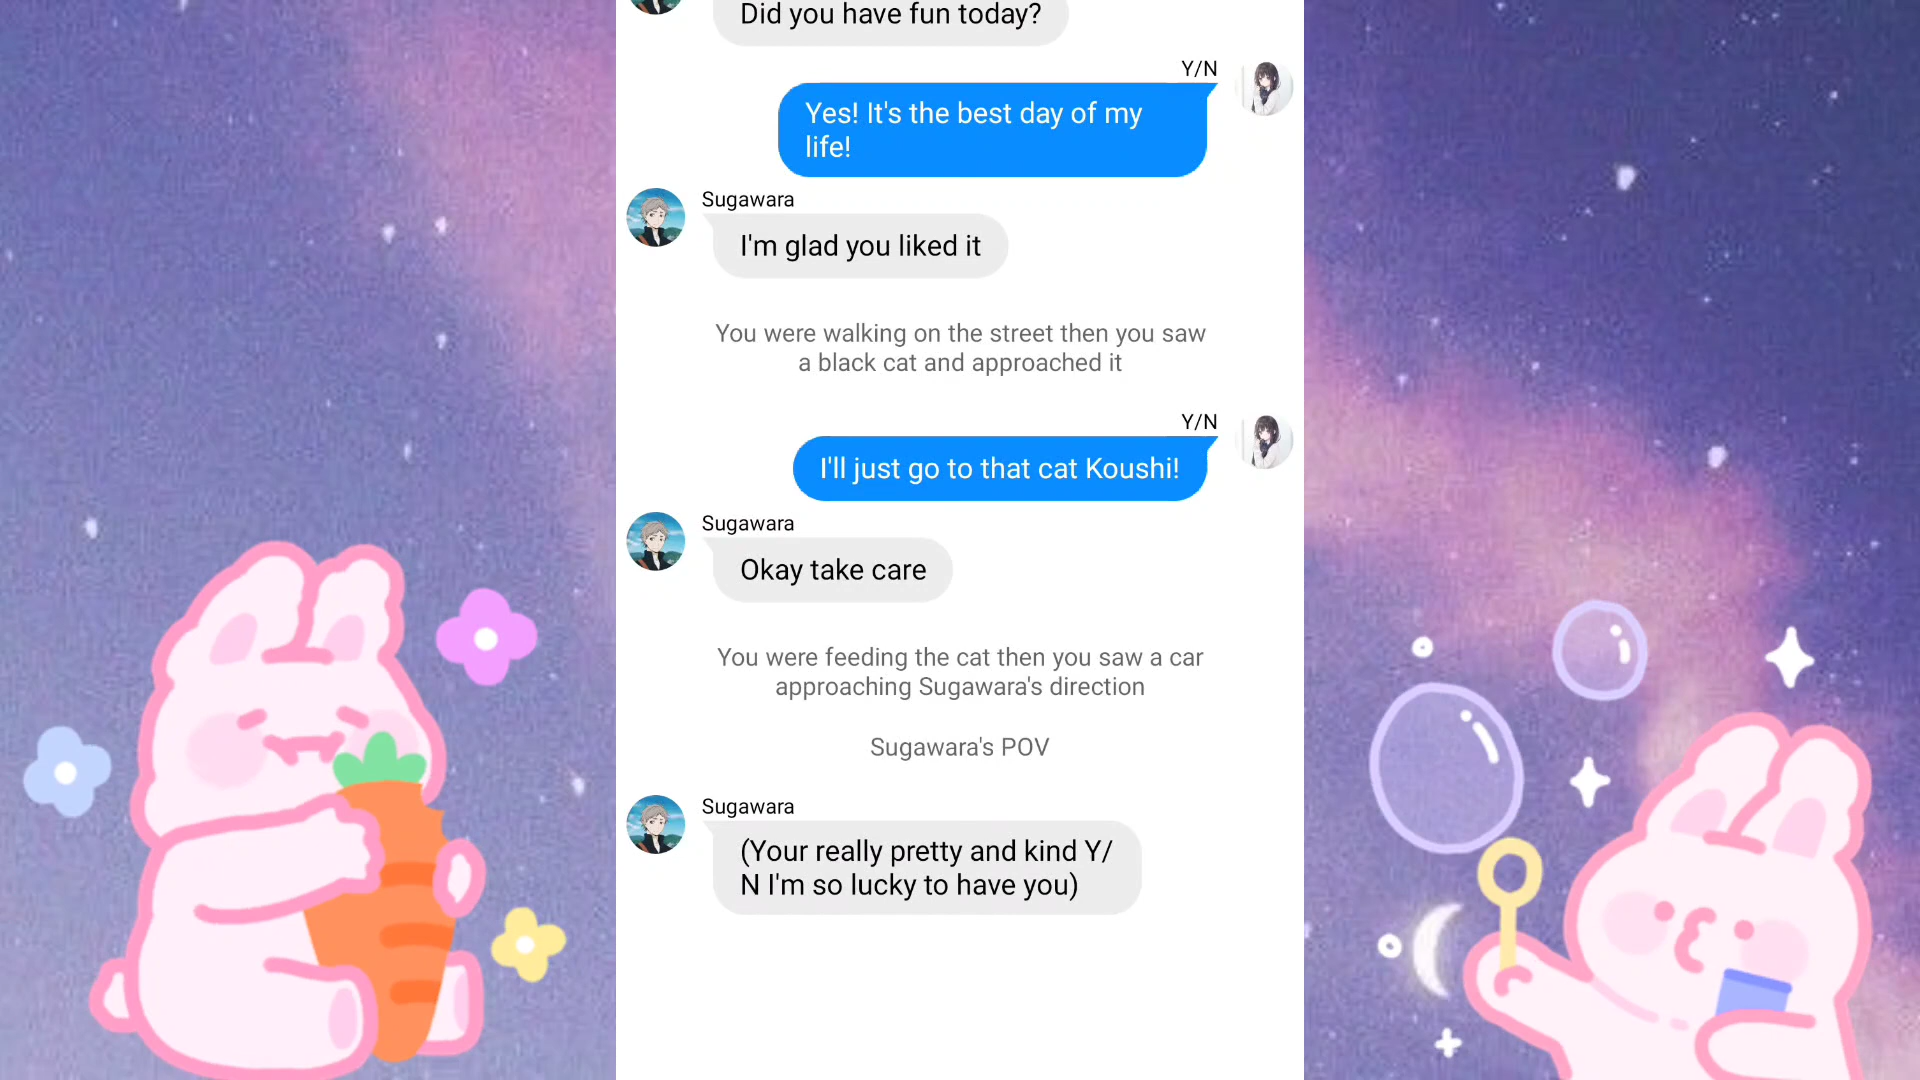 Did you have fun today?
Y/N
Yes! It's the best day of my
life!
Sugawara
I'm glad you liked it
You were walking on the street then you saw
a black cat and approached it
Y/N
I'll just go to that cat Koushi!
Sugawara
Okay take care
You were feeding the cat then you saw a car
approaching Sugawara's direction
Sugawara's POV
Sugawara
(Your really pretty and kind Y/
N I'm so lucky to have you)